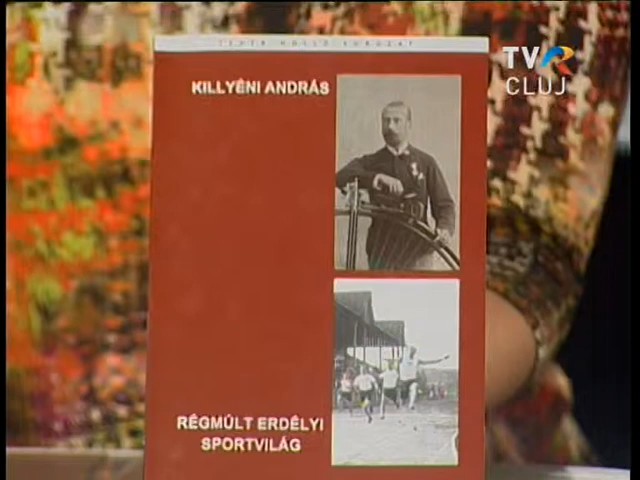 TVR
CLUJ
KILLYÉNI ANDRÁS
RÉGMÚLT ERDÉLYI
SPORTVILÁG